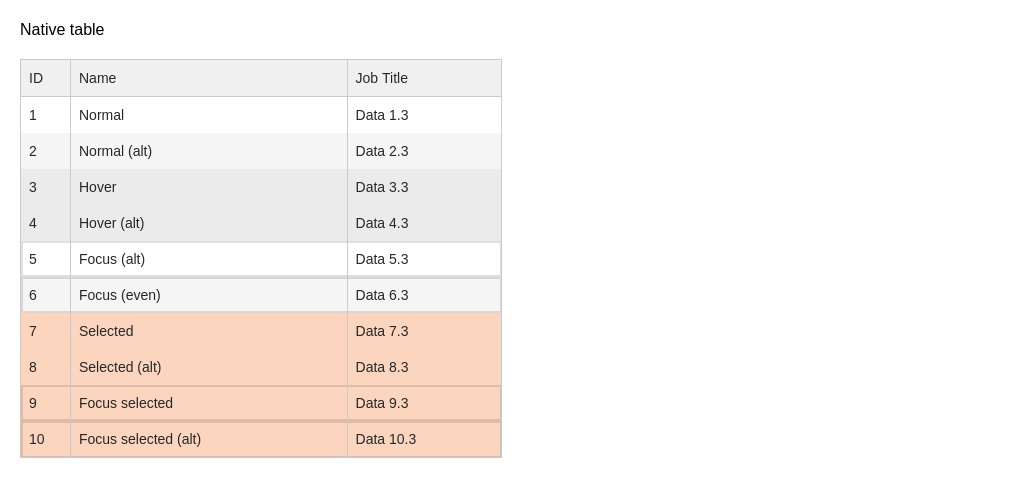 Native table
ID Name Job Title
1 Normal Data 1.3
2 Normal (alt) Data 2.3
3 Hover Data 3.3
4 Hover (alt) Data 4.3
5 Focus (alt) Data 5.3
6 Focus (even) Data 6.3
7 Selected Data 7.3
8 Selected (alt) Data 8.3
9 Focus selected Data 9.3
10 Focus selected (alt) Data 10.3